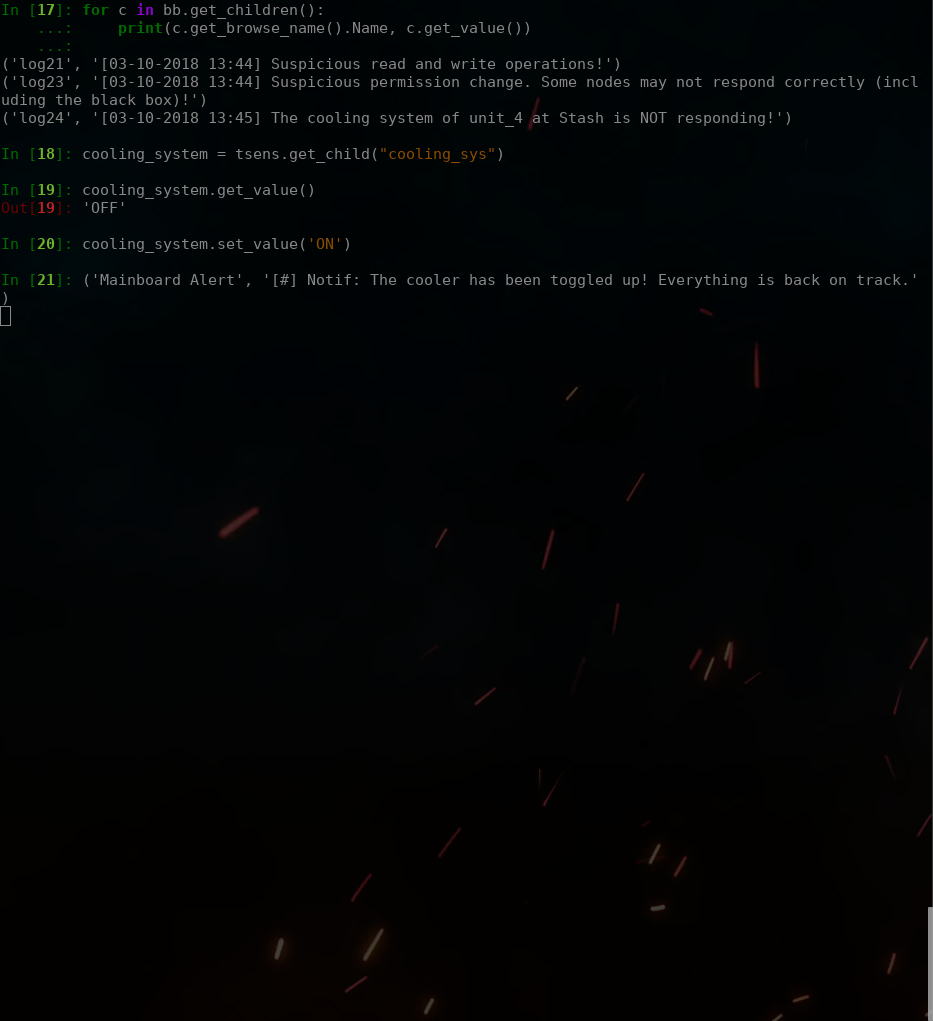 In [17]: for c in bb.get_children():
    ...:     print(c.get_browse_name().Name, c.get_value())
    ...:
('log21', '[03-10-2018 13:44] Suspicious read and write operations!')
('log23', '[03-10-2018 13:44] Suspicious permission change. Some nodes may not respond correctly (incl
uding the black box)!')
('log24', '[03-10-2018 13:45] The cooling system of unit_4 at Stash is NOT responding!')
In [18]: cooling_system = tsens.get_child("cooling_sys")
In [19]: cooling_system.get_value()
Out[19]: 'OFF'
In [20]: cooling_system.set_value('ON')
In [21]: ('Mainboard Alert', '[#] Notif: The cooler has been toggled up! Everything is back on track.'
)